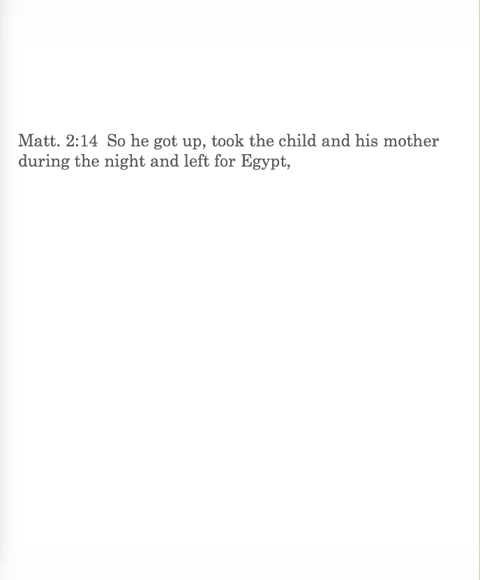 Matt. 2:14  So he got up, took the child and his mother
during the night and left for Egypt,